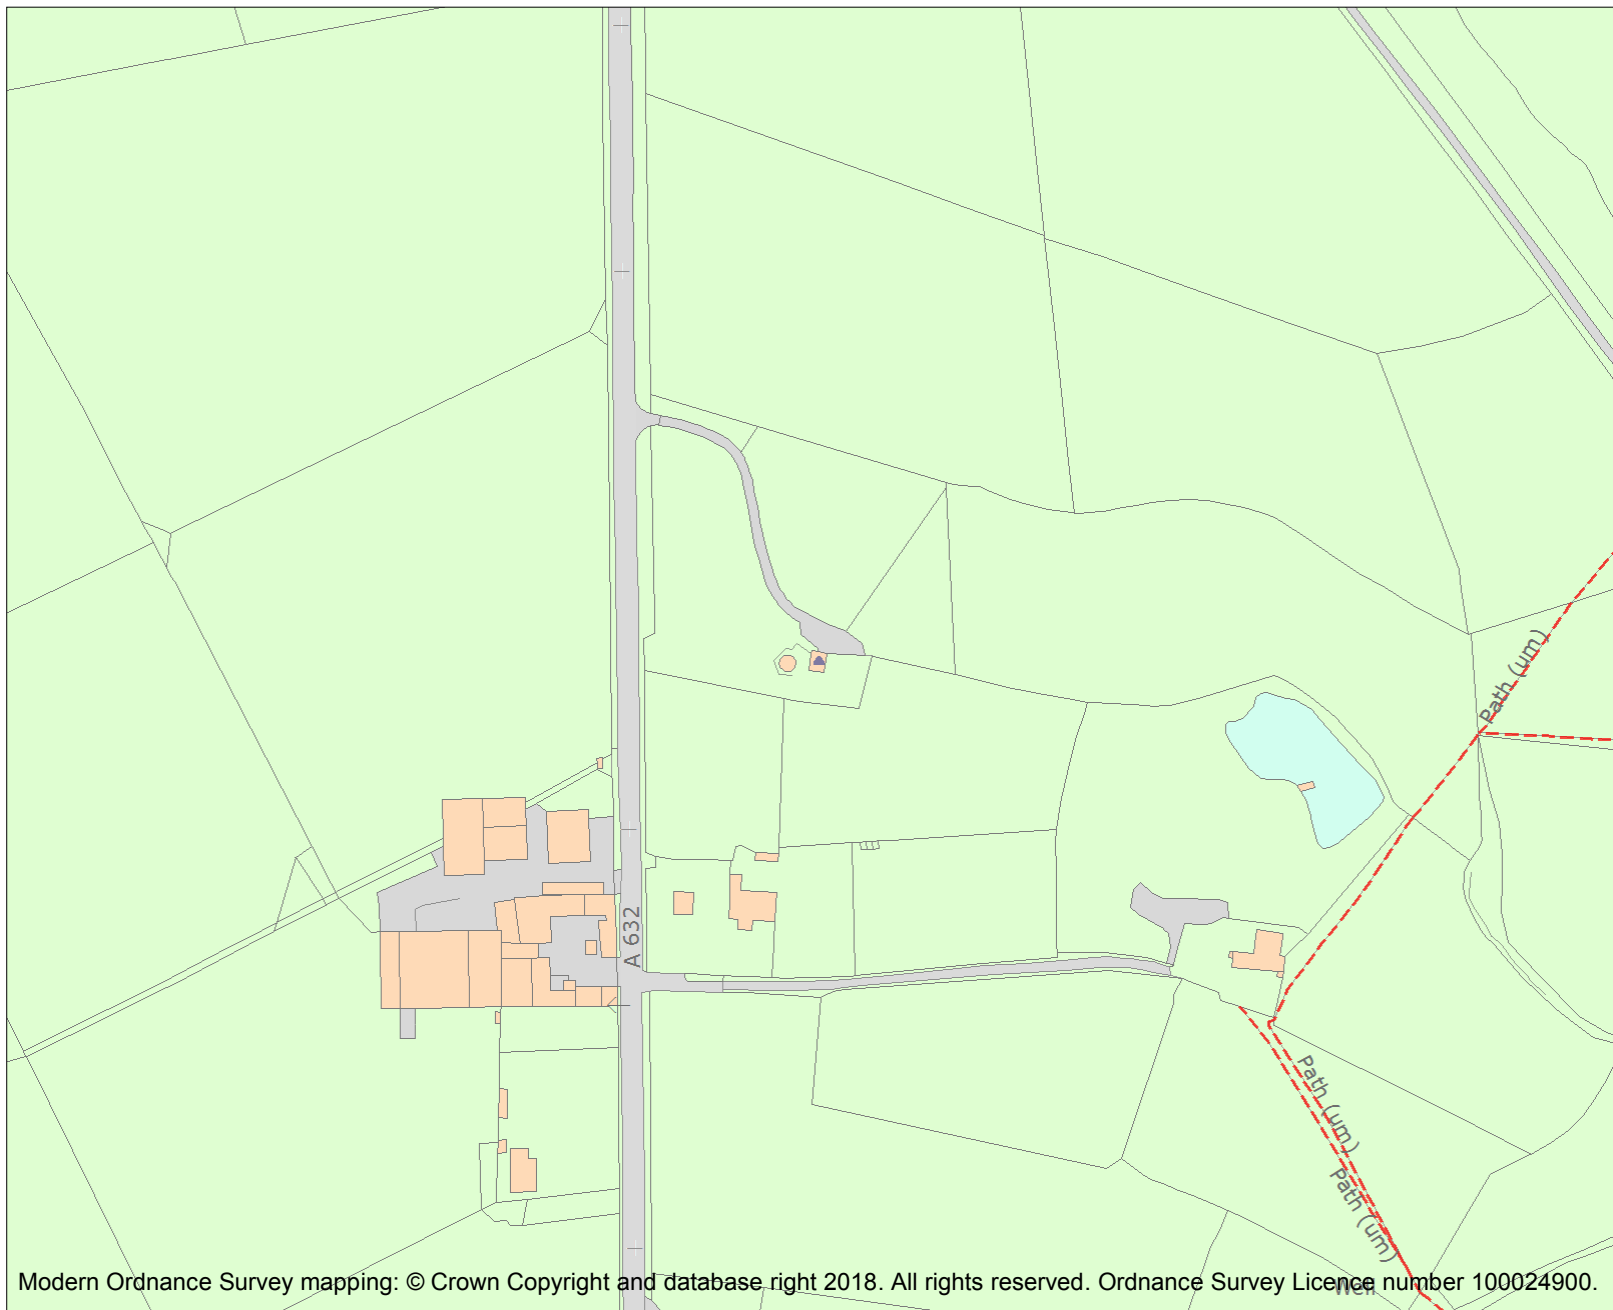 Path (um)
A 632
Path (um)
Path (um)
Well
Modern Ordnance Survey mapping: © Crown Copyright and database right 2018. All rights reserved. Ordnance Survey Licence number 100024900.